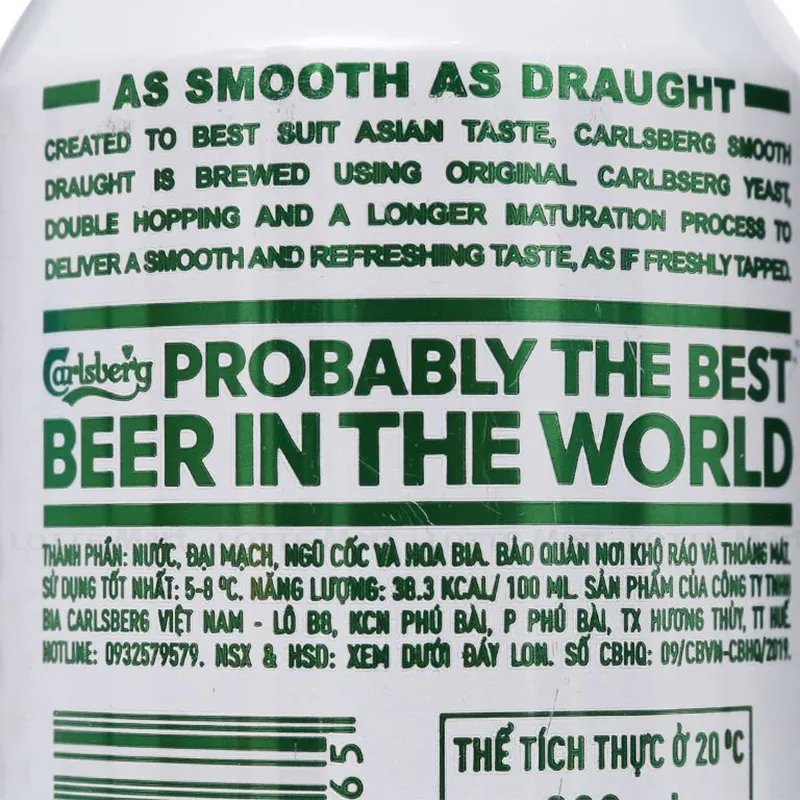 AS SMOOTH AS DRAUGHT
CREATED TO BEST SUIT ASIAN TASTE, CARLSBERG SMOOTH
DRAUGHT IS BREWED USING ORIGINAL CARLBSERG YEAST,
DOUBLE HOPPING AND A LONGER MATURATION PROCESS TO
DELIVER A SMOOTH AND REFRESHING TASTE, AS IF FRESHLY TAPPED.
Carlsberg PROBABLY THE BEST
BEER IN THE WORLD
THÀNH PHẦN: NƯỚC, ĐẠI MẠCH, NGŨ CỐC VÀ HOA BIA. BẢO QUẢN NƠI KHÔ RÁO VÀ THOÁNG MÁT.
SỬ DỤNG TỐT NHẤT: 5-8 °C. NĂNG LƯỢNG: 38.3 KCAL/ 100 ML. SẢN PHẨM CỦA CÔNG TY TNHH
BIA CARLSBERG VIỆT NAM - LÔ B8, KCN PHÚ BÀI, P PHÚ BÀI, TX HƯƠNG THỦY, TT HUẾ.
HOTLINE: 0932579579. NSX & HSD: XEM DƯỚI ĐÁY LON. SỐ CBHQ: 09/CBVN-CBHQ/2019.
65
THỂ TÍCH THỰC Ở 20 °C